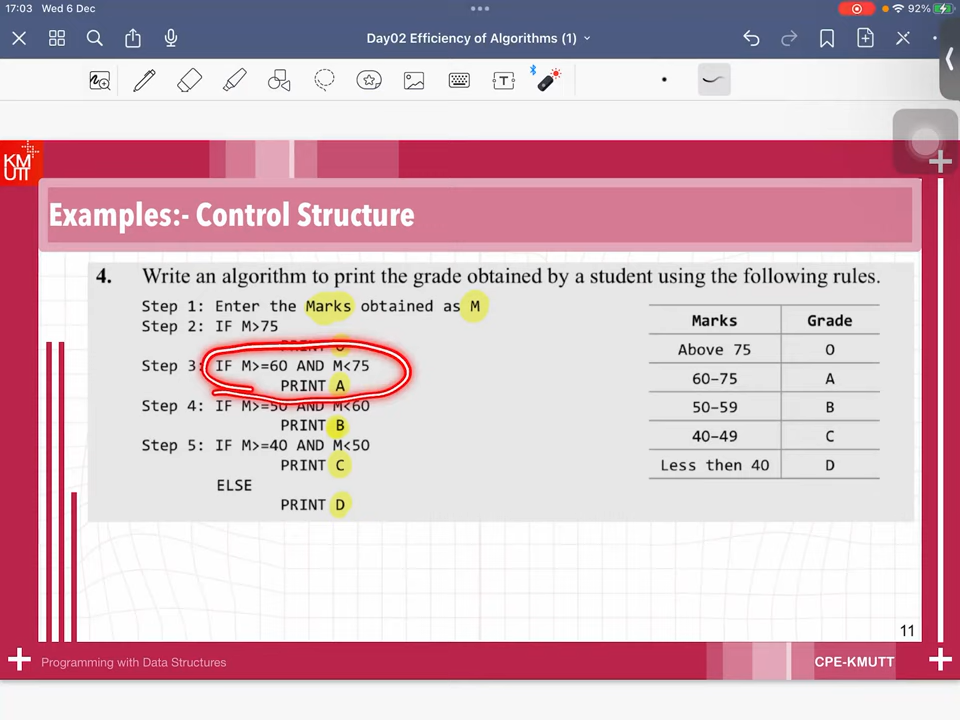 17:03 Wed 6 Dec
92%
Day02 Efficiency of Algorithms (1)
T
KM
UTT
Examples:- Control Structure
4. Write an algorithm to print the grade obtained by a student using the following rules.
Step 1: Enter the Marks obtained as M
Step 2: IF M>75
PRINT O
Step 3: IF M>=60 AND M<75
PRINT A
Step 4: IF M>=50 AND M<60
PRINT B
Step 5: IF M>=40 AND M<50
PRINT C
ELSE
PRINT D
Marks Grade
Above 75 O
60–75 A
50–59 B
40–49 C
Less then 40 D
11
Programming with Data Structures
CPE-KMUTT